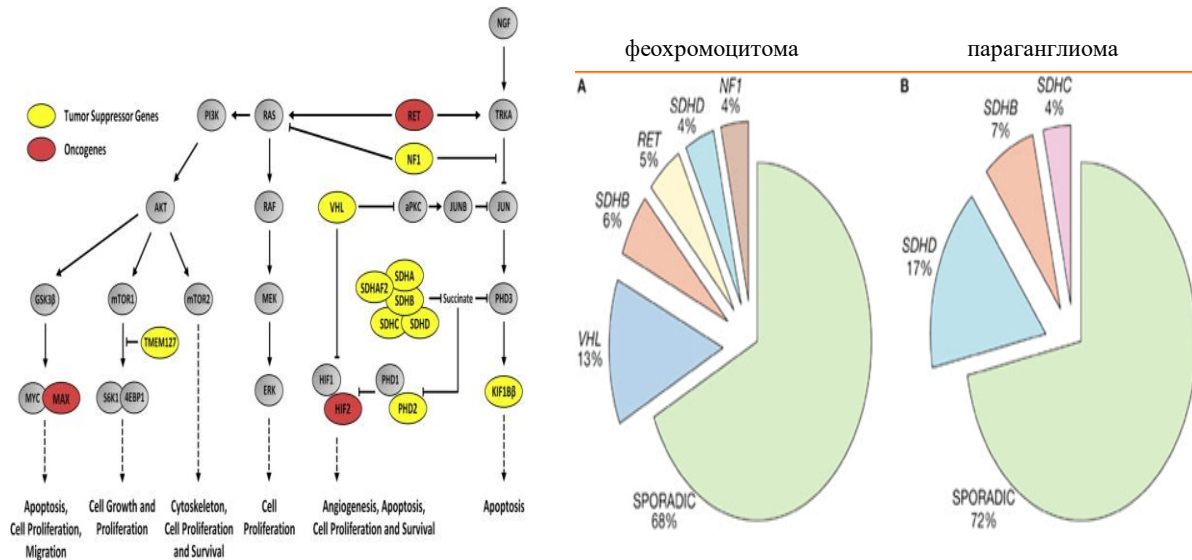 NGF
Tumor Suppressor Genes
Oncogenes
PI3K
RAS
RET
TRKA
NF1
AKT
RAF
VHL
aPKC
JUNB
JUN
GSK3β
mTOR1
mTOR2
MEK
SDHAF2
SDHA
SDHB
SDHC
SDHD
Succinate
PHD3
TMEM127
MYC
MAX
S6K1
4EBP1
ERK
HIF1
HIF2
PHD1
PHD2
KIF1Bβ
Apoptosis,
Cell Proliferation,
Migration
Cell Growth and
Proliferation
Cytoskeleton,
Cell Proliferation
and Survival
Cell
Proliferation
Angiogenesis, Apoptosis,
Cell Proliferation and Survival
Apoptosis
феохромоцитома
A
NF1
4%
SDHD
4%
RET
5%
SDHB
6%
VHL
13%
SPORADIC
68%
параганглиома
B
SDHC
4%
SDHB
7%
SDHD
17%
SPORADIC
72%